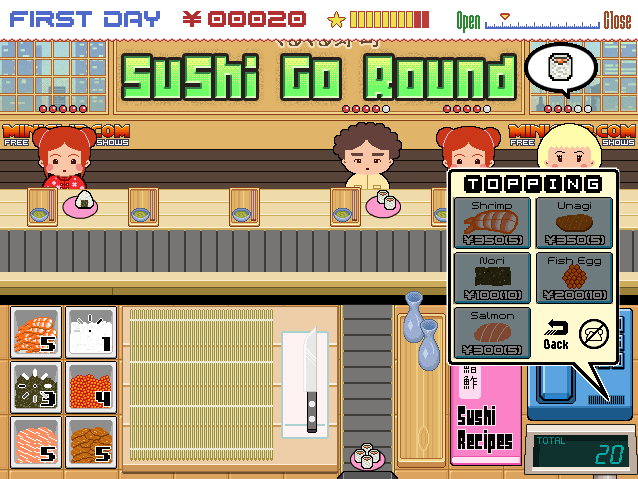 FIRST DAY ¥ 00020 Open Close
SuShi Go Round
MINICLIP.COM
FREE SHOWS
MINICLIP.COM
FREE SHOWS
TOPPING
Shrimp Unagi
¥350(5) ¥350(5)
Nori Fish Egg
¥100(10) ¥200(10)
Salmon
¥300(5)
Back
5 1
3 4
5 5
鮓
Sushi
Recipes
TOTAL
20